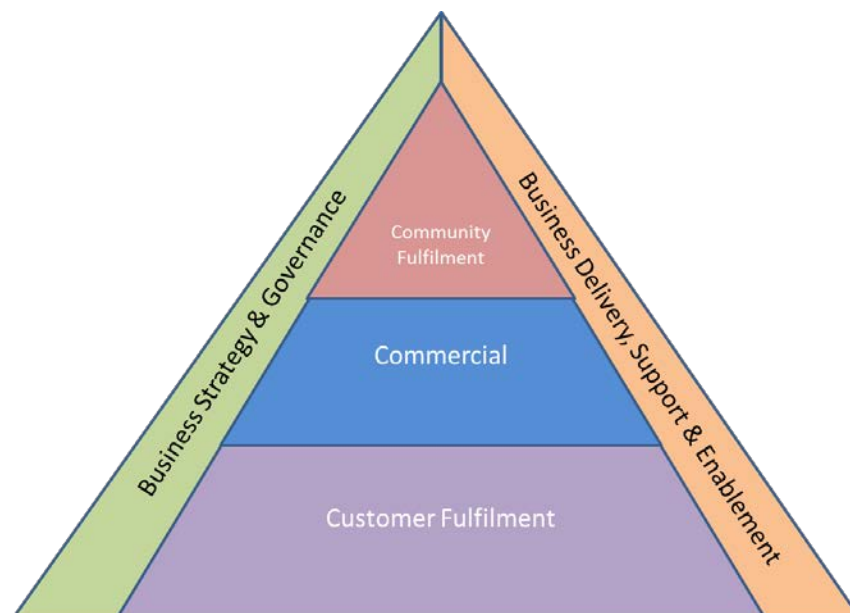 Business Strategy & Governance
Business Delivery, Support & Enablement
Community
Fulfilment
Commercial
Customer Fulfilment